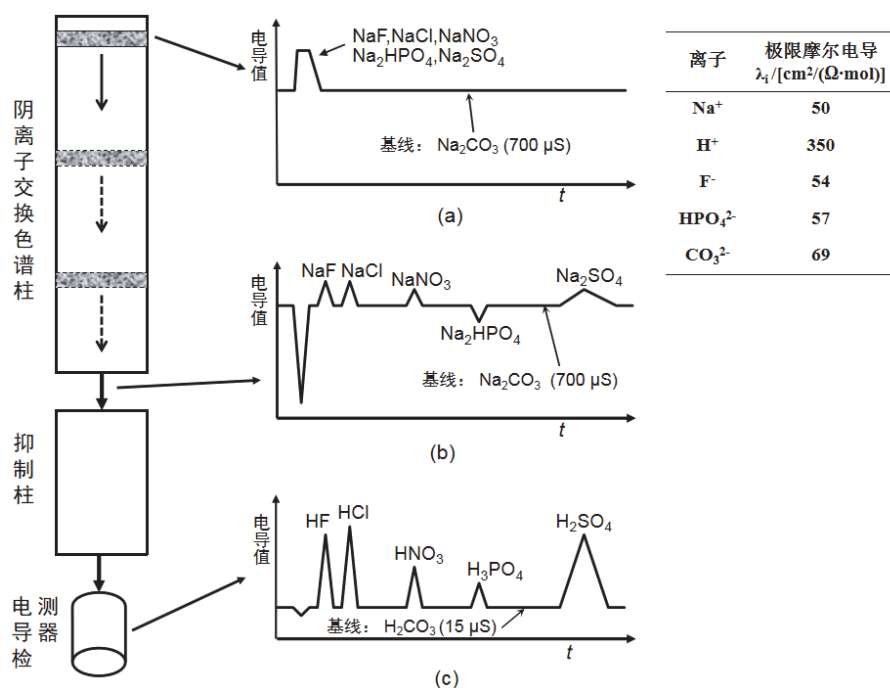 阴离子交换色谱柱
抑制柱
电导检测器
电导值
NaF,NaCl,NaNO₃
Na₂HPO₄,Na₂SO₄
基线： Na₂CO₃ (700 μS)
t
(a)
电导值
NaF NaCl
NaNO₃
Na₂SO₄
Na₂HPO₄
基线： Na₂CO₃ (700 μS)
t
(b)
电导值
HF
HCl
HNO₃
H₃PO₄
H₂SO₄
基线： H₂CO₃ (15 μS)
t
(c)
离子 极限摩尔电导
λᵢ /[cm²/(Ω·mol)]
Na⁺ 50
H⁺ 350
F⁻ 54
HPO₄²⁻ 57
CO₃²⁻ 69